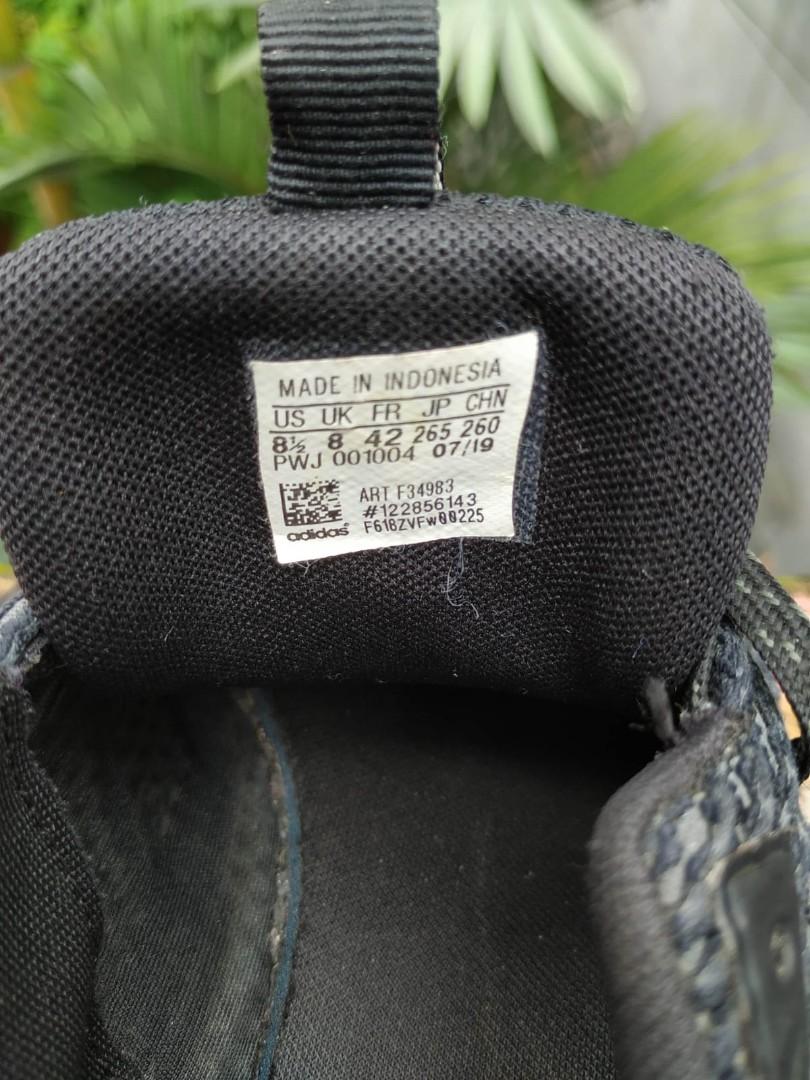 MADE IN INDONESIA
US UK FR JP CHN
8½ 8 42 265 260
PWJ 001004 07/19
ART F34983
#122856143
F618ZVFW00225
adidas